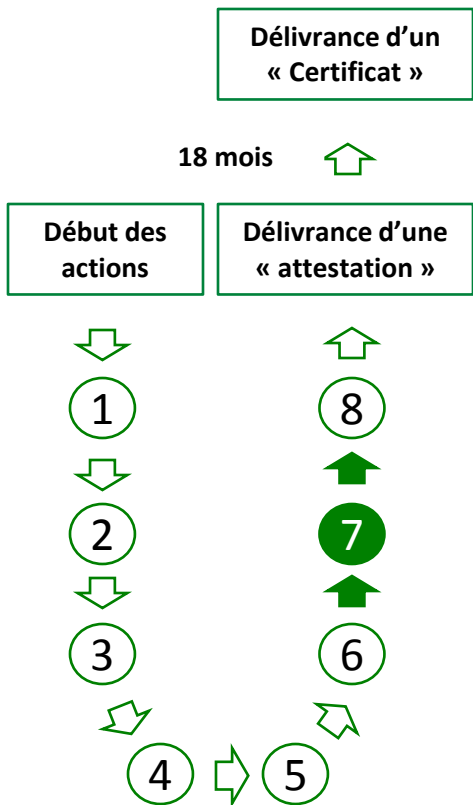 Délivrance d’un
« Certificat »
18 mois
Début des
actions
Délivrance d’une
« attestation »
1
8
2
7
3
6
4
5